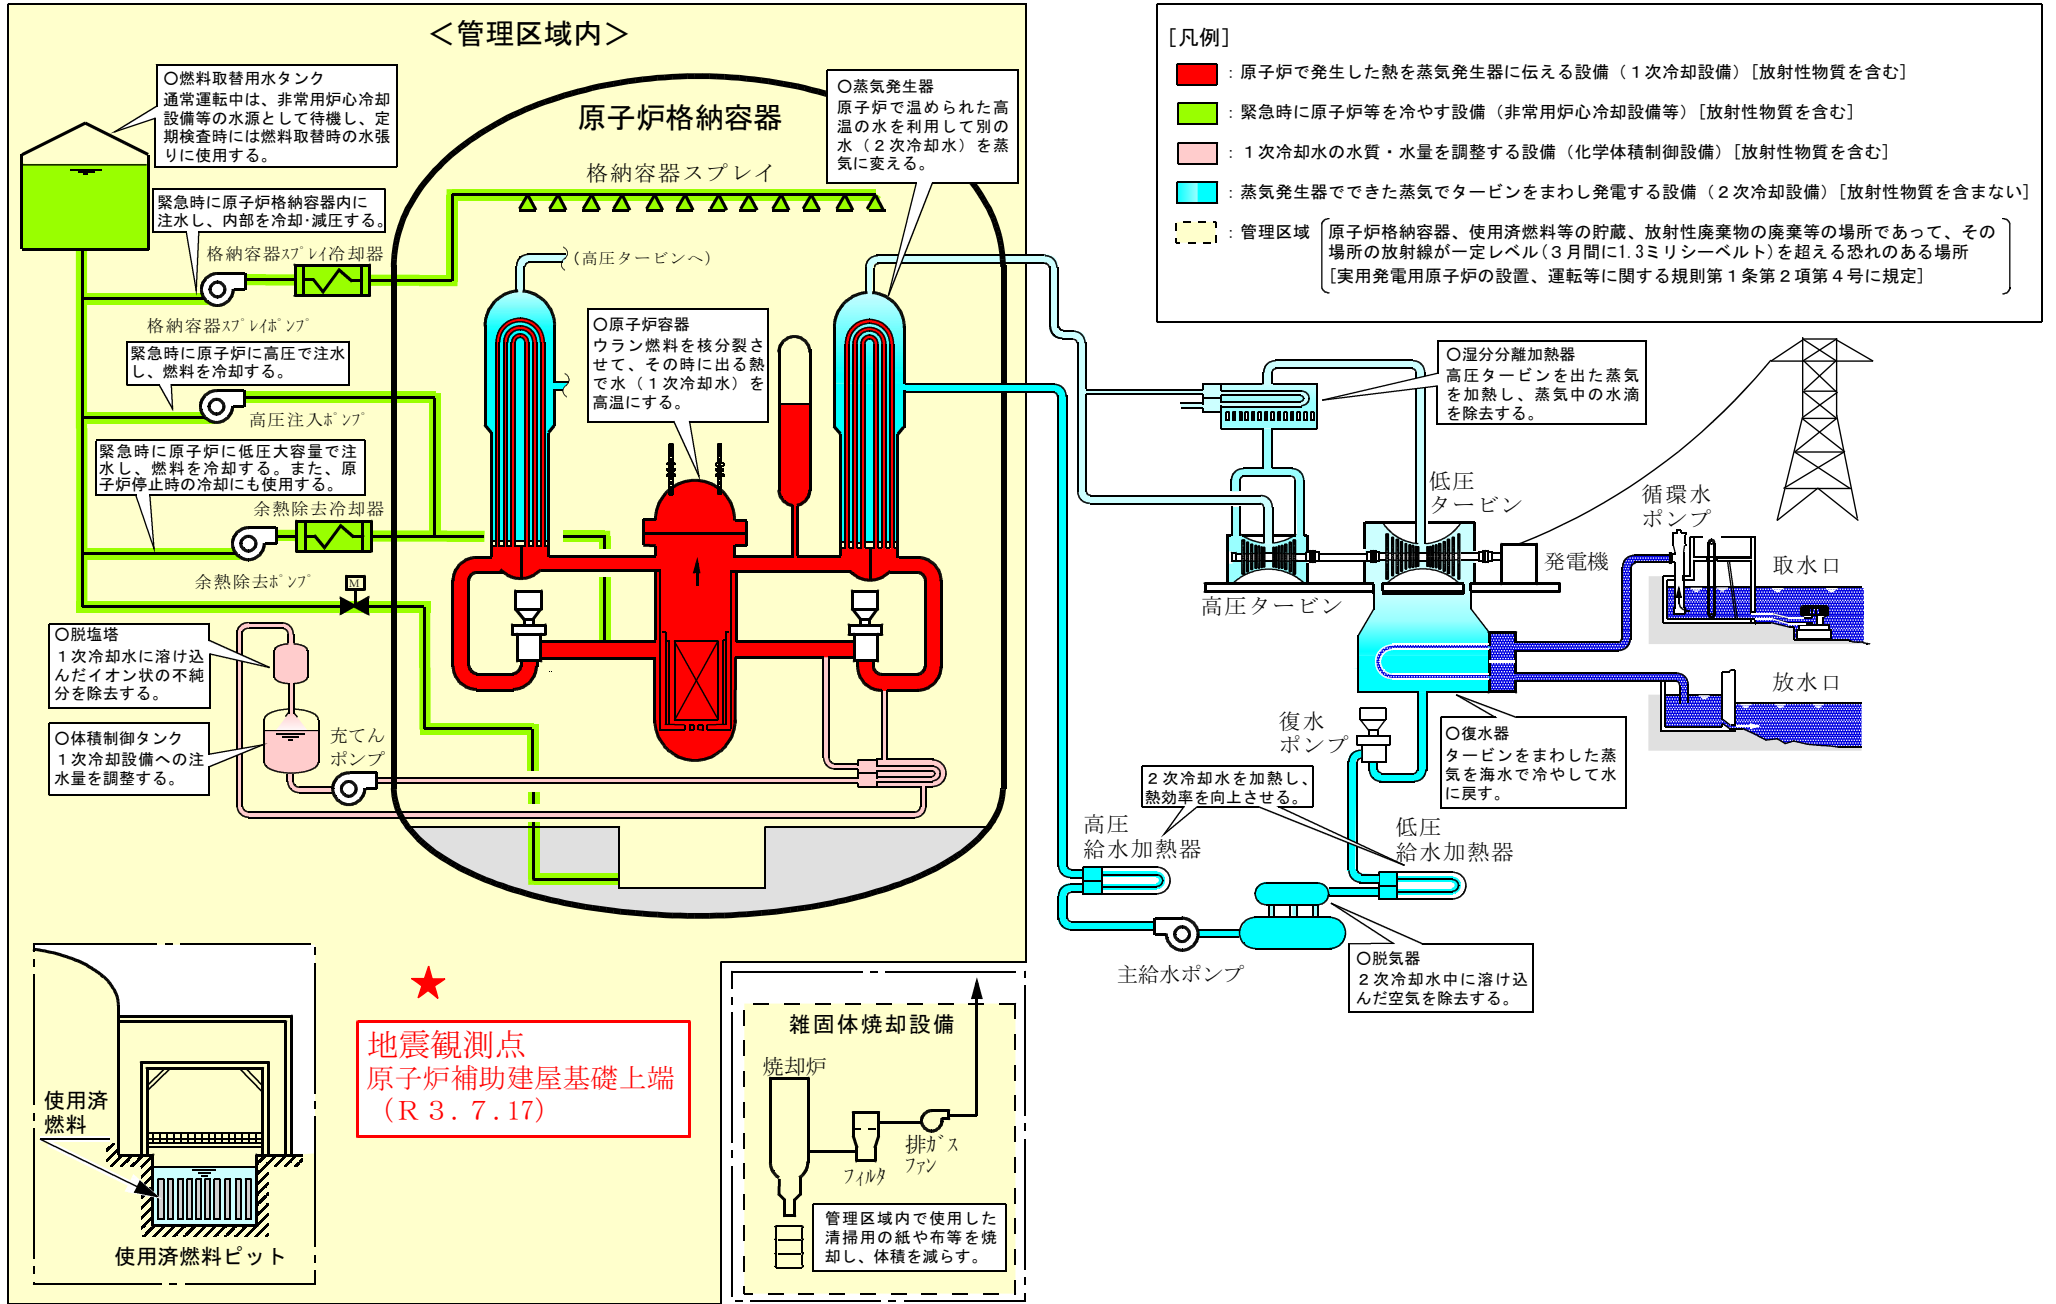 ＜管理区域内＞
○燃料取替用水タンク
通常運転中は、非常用炉心冷却
設備等の水源として待機し、定
期検査時には燃料取替時の水張
りに使用する。
緊急時に原子炉格納容器内に
注水し、内部を冷却･減圧する。
格納容器ｽﾌﾟﾚｲ冷却器
格納容器ｽﾌﾟﾚｲﾎﾟﾝﾌﾟ
緊急時に原子炉に高圧で注水
し、燃料を冷却する。
高圧注入ﾎﾟﾝﾌﾟ
緊急時に原子炉に低圧大容量で注
水し、燃料を冷却する。また、原
子炉停止時の冷却にも使用する。
余熱除去冷却器
余熱除去ﾎﾟﾝﾌﾟ
M
○脱塩塔
１次冷却水に溶け込
んだイオン状の不純
分を除去する。
○体積制御タンク
１次冷却設備への注
水量を調整する。
充てん
ポンプ
原子炉格納容器
格納容器スプレイ
(高圧タービンへ)
○蒸気発生器
原子炉で温められた高
温の水を利用して別の
水（２次冷却水）を蒸
気に変える。
○原子炉容器
ウラン燃料を核分裂さ
せて、その時に出る熱
で水（１次冷却水）を
高温にする。
[凡例]
：原子炉で発生した熱を蒸気発生器に伝える設備（１次冷却設備）[放射性物質を含む]
：緊急時に原子炉等を冷やす設備（非常用炉心冷却設備等）[放射性物質を含む]
：１次冷却水の水質・水量を調整する設備（化学体積制御設備）[放射性物質を含む]
：蒸気発生器でできた蒸気でタービンをまわし発電する設備（２次冷却設備）[放射性物質を含まない]
：管理区域 原子炉格納容器、使用済燃料等の貯蔵、放射性廃棄物の廃棄等の場所であって、その
場所の放射線が一定レベル(３月間に1.3ミリシーベルト)を超える恐れのある場所
[実用発電用原子炉の設置、運転等に関する規則第１条第２項第４号に規定]
○湿分分離加熱器
高圧タービンを出た蒸気
を加熱し、蒸気中の水滴
を除去する。
低圧
タービン
高圧タービン
発電機
循環水
ポンプ
取水口
放水口
復水
ポンプ
○復水器
タービンをまわした蒸
気を海水で冷やして水
に戻す。
２次冷却水を加熱し、
熱効率を向上させる。
高圧
給水加熱器
低圧
給水加熱器
主給水ポンプ
○脱気器
２次冷却水中に溶け込
んだ空気を除去する。
使用済
燃料
使用済燃料ピット
★
地震観測点
原子炉補助建屋基礎上端
（Ｒ３.７.17）
雑固体焼却設備
焼却炉
ﾌｨﾙﾀ
排ｶﾞｽ
ﾌｧﾝ
管理区域内で使用した
清掃用の紙や布等を焼
却し、体積を減らす。